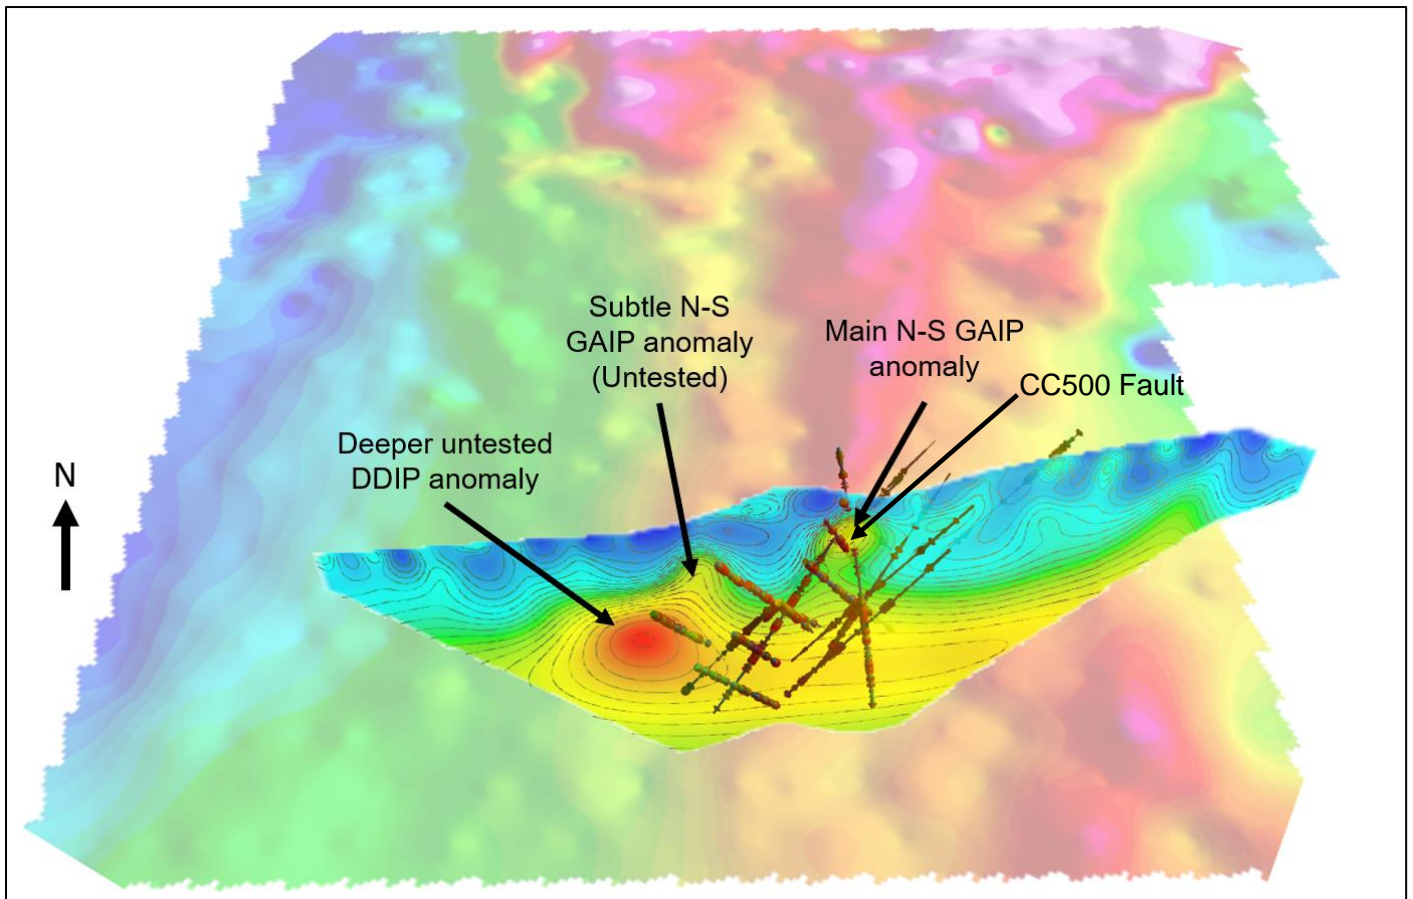 Subtle N-S
GAIP anomaly
(Untested)
Main N-S GAIP
anomaly
CC500 Fault
Deeper untested
DDIP anomaly
N